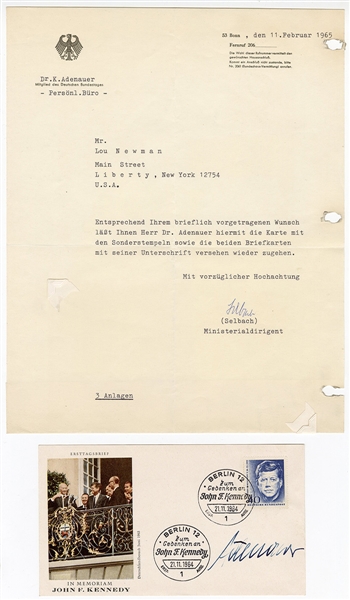 53 Bonn , den 11.Februar 1965
Fernruf 206
Dr.K.Adenauer
Mitglied des Deutschen Bundestages
- Persönl.Büro -
Mr.
Lou Newman
Main Street
Liberty, New York 12754
U.S.A.
Entsprechend Ihrem brieflich vorgetragenen Wunsch
läßt Ihnen Herr Dr. Adenauer hiermit die Karte mit
den Sonderstempeln sowie die beiden Briefkarten
mit seiner Unterschrift versehen wieder zugehen.
Mit vorzüglicher Hochachtung
(Selbach)
Ministerialdirigent
3 Anlagen
ERSTTAGSBRIEF
IN MEMORIAM
JOHN F. KENNEDY
BERLIN 12
Zum
Gedenken an
John F. Kennedy
21.11.1964
1
BERLIN 12
Zum
Gedenken an
John F. Kennedy
21.11.1964
1
40
Adenauer